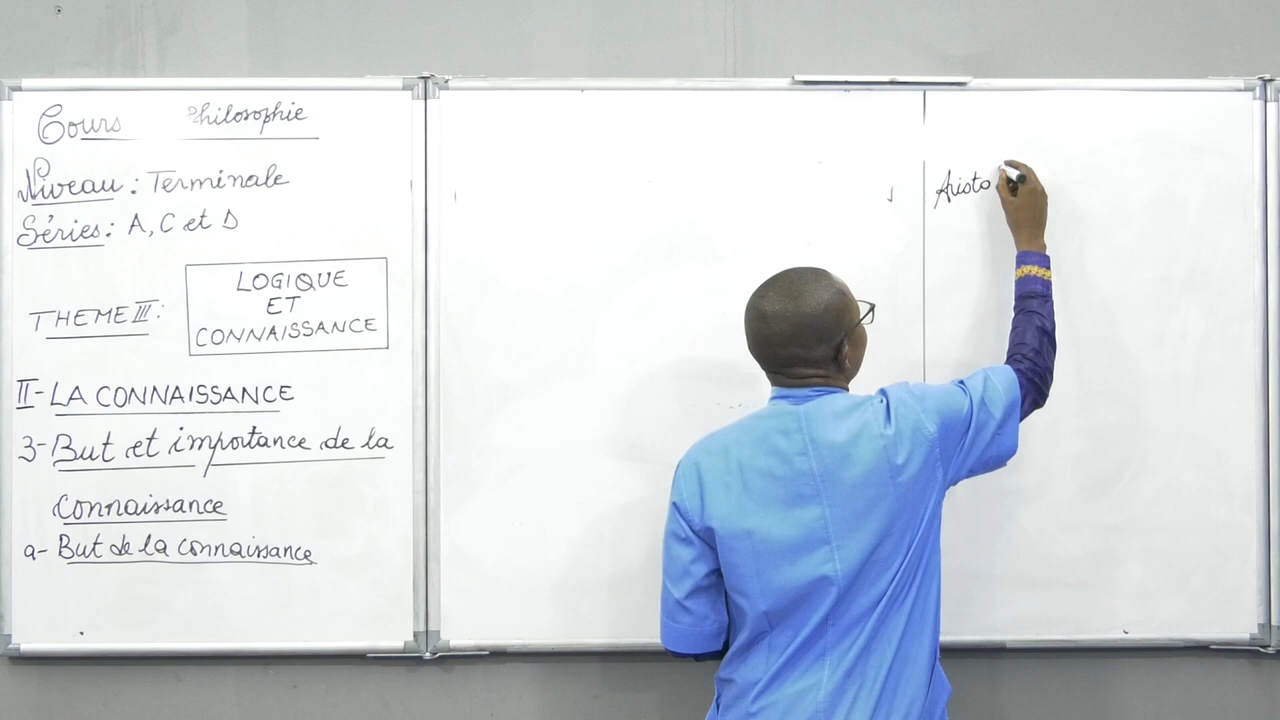 Cours Philosophie
Niveau : Terminale
Séries : A, C et D
THEME III :
LOGIQUE
ET
CONNAISSANCE
II- LA CONNAISSANCE
3- But et importance de la
connaissance
a- But de la connaissance
Aristo